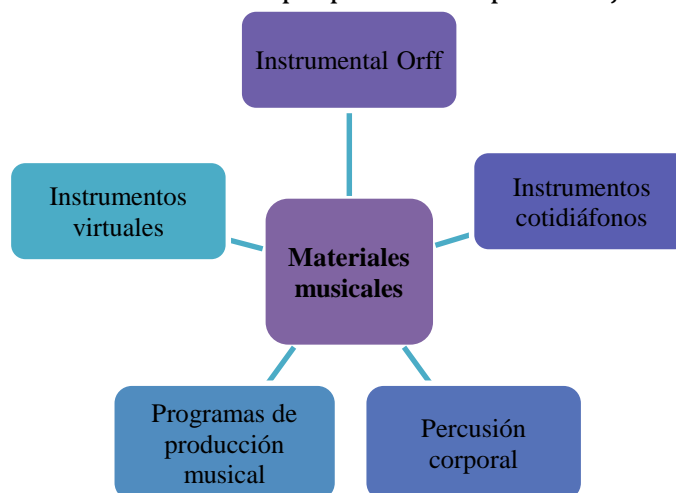 Instrumental Orff
Instrumentos
virtuales
Instrumentos
cotidiáfonos
Materiales
musicales
Programas de
producción
musical
Percusión
corporal